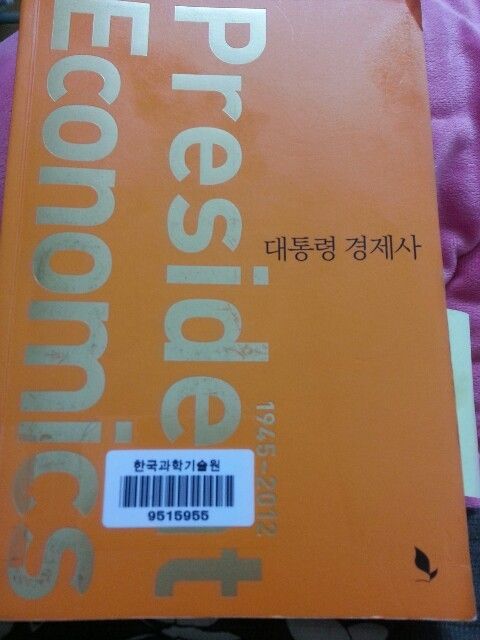 President
Economics
대통령 경제사
1945~2012
한국과학기술원
9515955